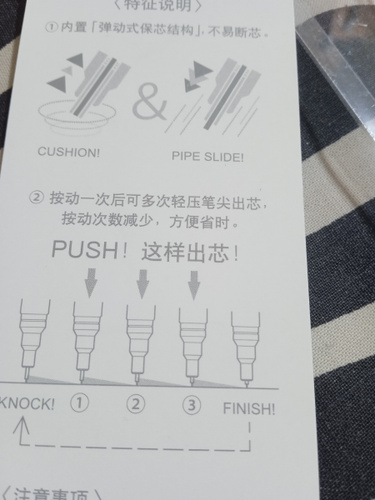 〈特征说明〉
①内置「弹动式保芯结构」,不易断芯。
&
CUSHION! PIPE SLIDE!
②按动一次后可多次轻压笔尖出芯,
按动次数减少,方便省时。
PUSH! 这样出芯!
KNOCK! ① ② ③ FINISH!
〈注意事项〉